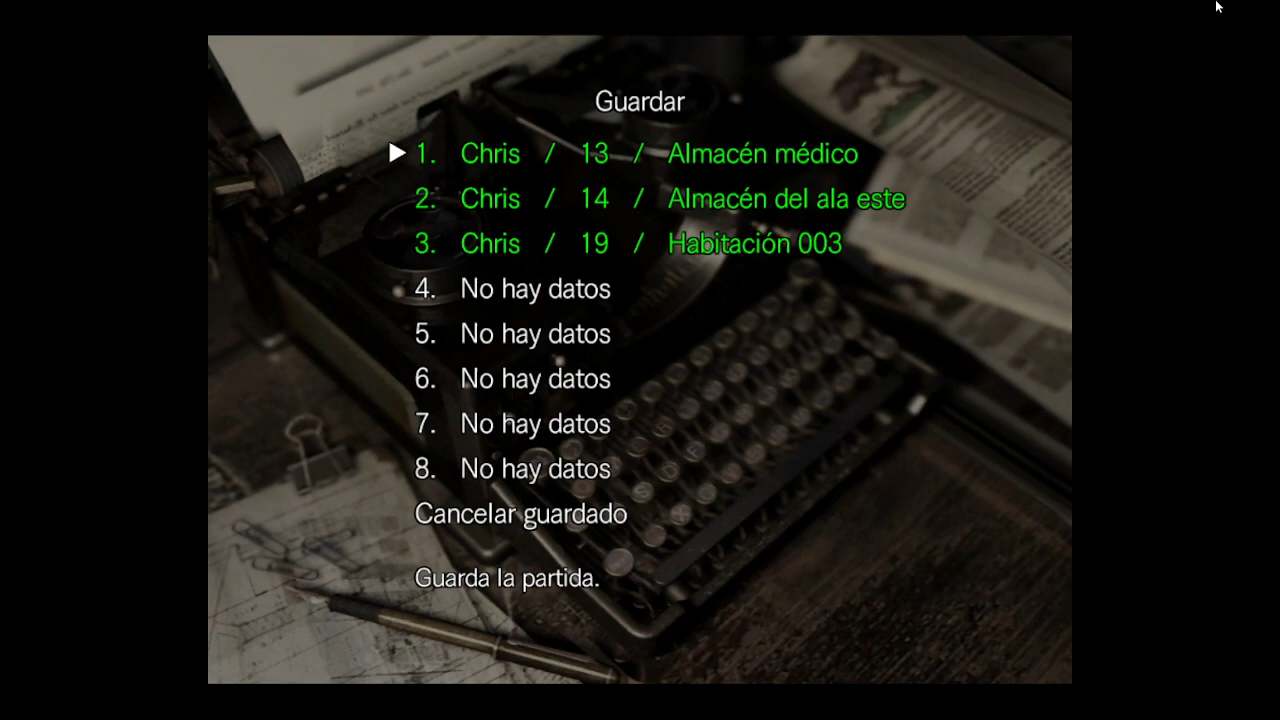 Guardar
1. Chris / 13 / Almacén médico
2. Chris / 14 / Almacén del ala este
3. Chris / 19 / Habitación 003
4. No hay datos
5. No hay datos
6. No hay datos
7. No hay datos
8. No hay datos
Cancelar guardado
Guarda la partida.